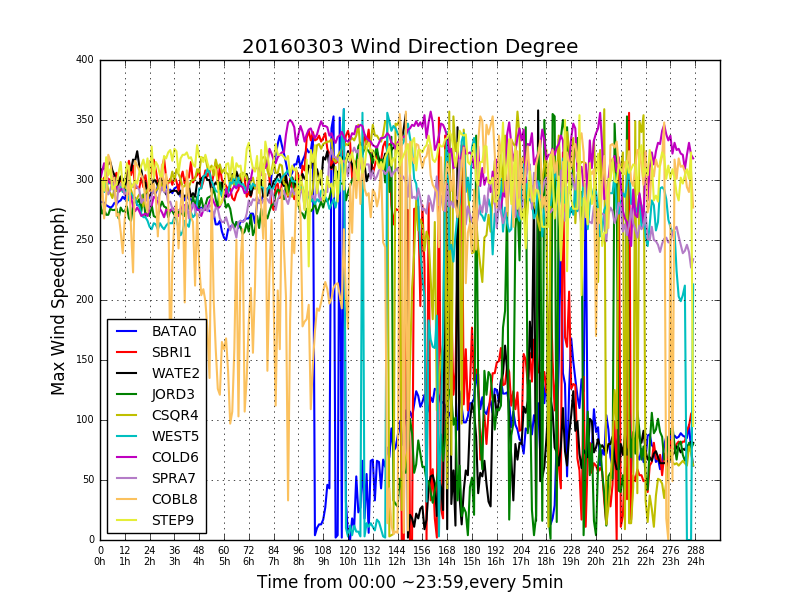 20160303 Wind Direction Degree
Max Wind Speed(mph)
400
350
300
250
200
150
100
50
0
BATA0
SBRI1
WATE2
JORD3
CSQR4
WEST5
COLD6
SPRA7
COBL8
STEP9
0 12 24 36 48 60 72 84 96 108 120 132 144 156 168 180 192 204 216 228 240 252 264 276 288
0h 1h 2h 3h 4h 5h 6h 7h 8h 9h 10h 11h 12h 13h 14h 15h 16h 17h 18h 19h 20h 21h 22h 23h 24h
Time from 00:00 ~23:59,every 5min